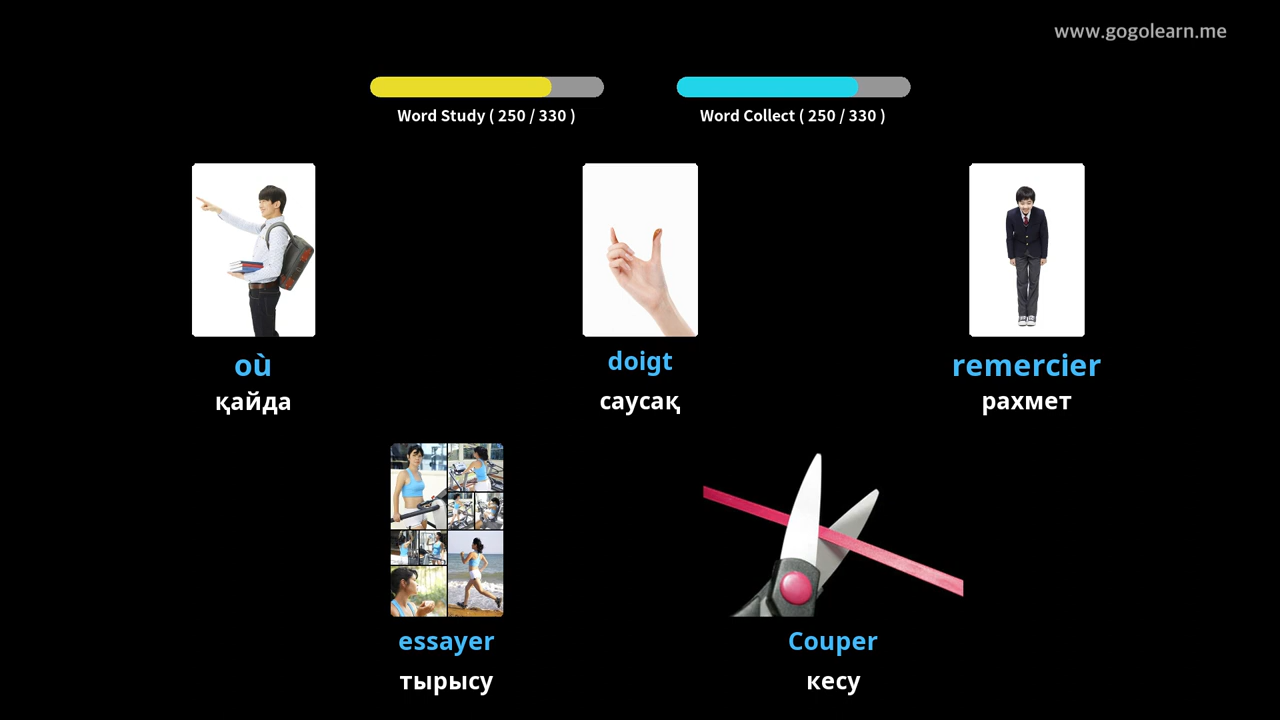 www.gogolearn.me
Word Study ( 250 / 330 )
Word Collect ( 250 / 330 )
où
doigt
remercier
қайда
саусақ
рахмет
essayer
Couper
тырысу
кесу